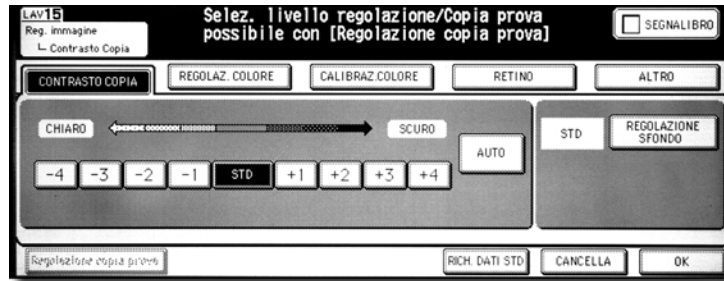 LAV15
Selez. livello regolazione/Copia prova
possibile con [Regolazione copia prova]
SEGNALIBRO
Reg. immagine
Contrasto Copia
CONTRASTO COPIA
REGOLAZ.COLORE
CALIBRAZ.COLORE
RETINO
ALTRO
CHIARO
SCURO
AUTO
STD
REGOLAZIONE
SFONDO
-4 -3 -2 -1 STD +1 +2 +3 +4
Regolazione copia prova
RICH. DATI STD
CANCELLA
OK